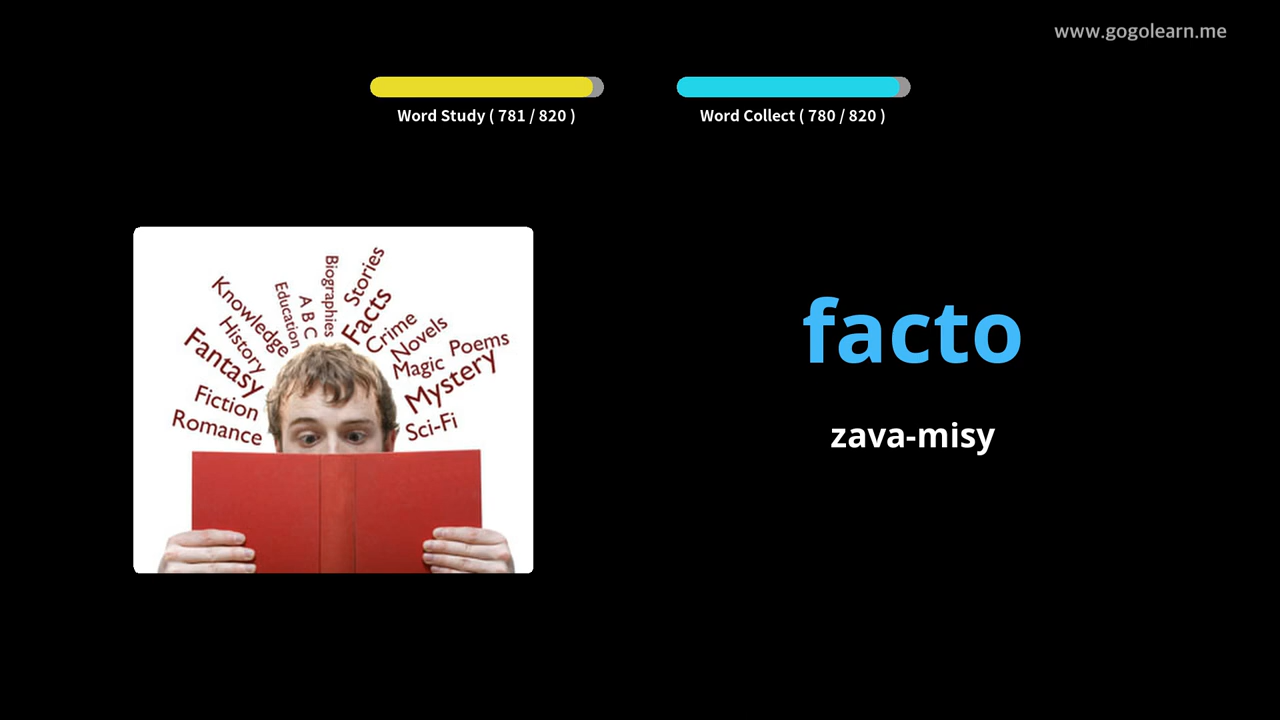 www.gogolearn.me
Word Study ( 781 / 820 )
Word Collect ( 780 / 820 )
Biographies
Stories
Education
A B C
Facts
Knowledge
History
Crime
Novels
Fantasy
Magic
Poems
Mystery
Fiction
Romance
Sci-Fi
facto
zava-misy